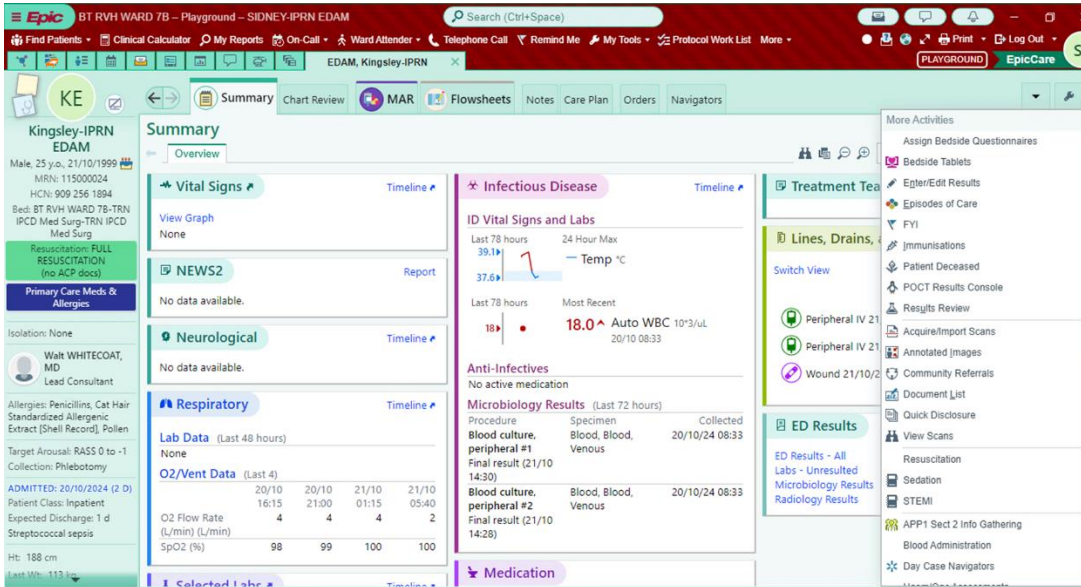 Epic BT RVH WARD 7B – Playground – SIDNEY-IPRN EDAM
Search (Ctrl+Space)
Find Patients Clinical Calculator My Reports On-Call Ward Attender Telephone Call Remind Me My Tools Protocol Work List More
Print Log Out
EDAM, Kingsley-IPRN
PLAYGROUND EpicCare
S
KE
Kingsley-IPRN
EDAM
Male, 25 y.o., 21/10/1999
MRN: 115000024
HCN: 909 256 1894
Bed: BT RVH WARD 7B-TRN
IPCD Med Surg-TRN IPCD
Med Surg
Resuscitation: FULL
RESUSCITATION
(no ACP docs)
Primary Care Meds &
Allergies
Isolation: None
Walt WHITECOAT,
MD
Lead Consultant
Allergies: Penicillins, Cat Hair
Standardized Allergenic
Extract [Shell Record], Pollen
Target Arousal: RASS 0 to -1
Collection: Phlebotomy
ADMITTED: 20/10/2024 (2 D)
Patient Class: Inpatient
Expected Discharge: 1 d
Streptococcal sepsis
Ht: 188 cm
Last Wt: 113 kg
Summary Chart Review MAR Flowsheets Notes Care Plan Orders Navigators
Summary
Overview
Vital Signs
Timeline
View Graph
None
NEWS2
Report
No data available.
Neurological
Timeline
No data available.
Respiratory
Timeline
Lab Data (Last 48 hours)
None
O2/Vent Data (Last 4)
20/10 20/10 21/10 21/10
16:15 21:00 01:15 05:40
O2 Flow Rate 4 4 4 2
(L/min) (L/min)
SpO2 (%) 98 99 100 100
Selected Labs
Timeline
Infectious Disease
Timeline
ID Vital Signs and Labs
Last 78 hours 24 Hour Max
39.1
Temp °C
37.6
Last 78 hours Most Recent
18
18.0 Auto WBC 10*3/uL
20/10 08:33
Anti-Infectives
No active medication
Microbiology Results (Last 72 hours)
Procedure Specimen Collected
Blood culture, Blood, Blood, 20/10/24 08:33
peripheral #1 Venous
Final result (21/10
14:30)
Blood culture, Blood, Blood, 20/10/24 08:33
peripheral #2 Venous
Final result (21/10
14:28)
Medication
Treatment Tea
Lines, Drains, a
Switch View
Peripheral IV 21
Peripheral IV 21
Wound 21/10/2
ED Results
ED Results - All
Labs - Unresulted
Microbiology Results
Radiology Results
More Activities
Assign Bedside Questionnaires
Bedside Tablets
Enter/Edit Results
Episodes of Care
FYI
Immunisations
Patient Deceased
POCT Results Console
Results Review
Acquire/Import Scans
Annotated Images
Community Referrals
Document List
Quick Disclosure
View Scans
Resuscitation
Sedation
STEMI
APP1 Sect 2 Info Gathering
Blood Administration
Day Case Navigators